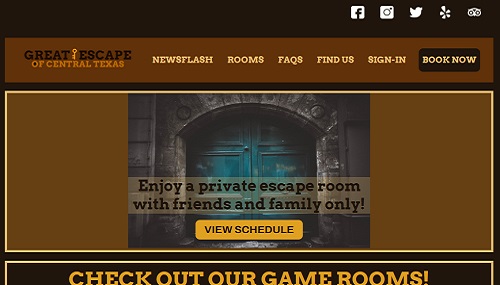 GREAT ESCAPE
OF CENTRAL TEXAS
NEWSFLASH ROOMS FAQS FIND US SIGN-IN BOOK NOW
Enjoy a private escape room
with friends and family only!
VIEW SCHEDULE
CHECK OUT OUR GAME ROOMS!